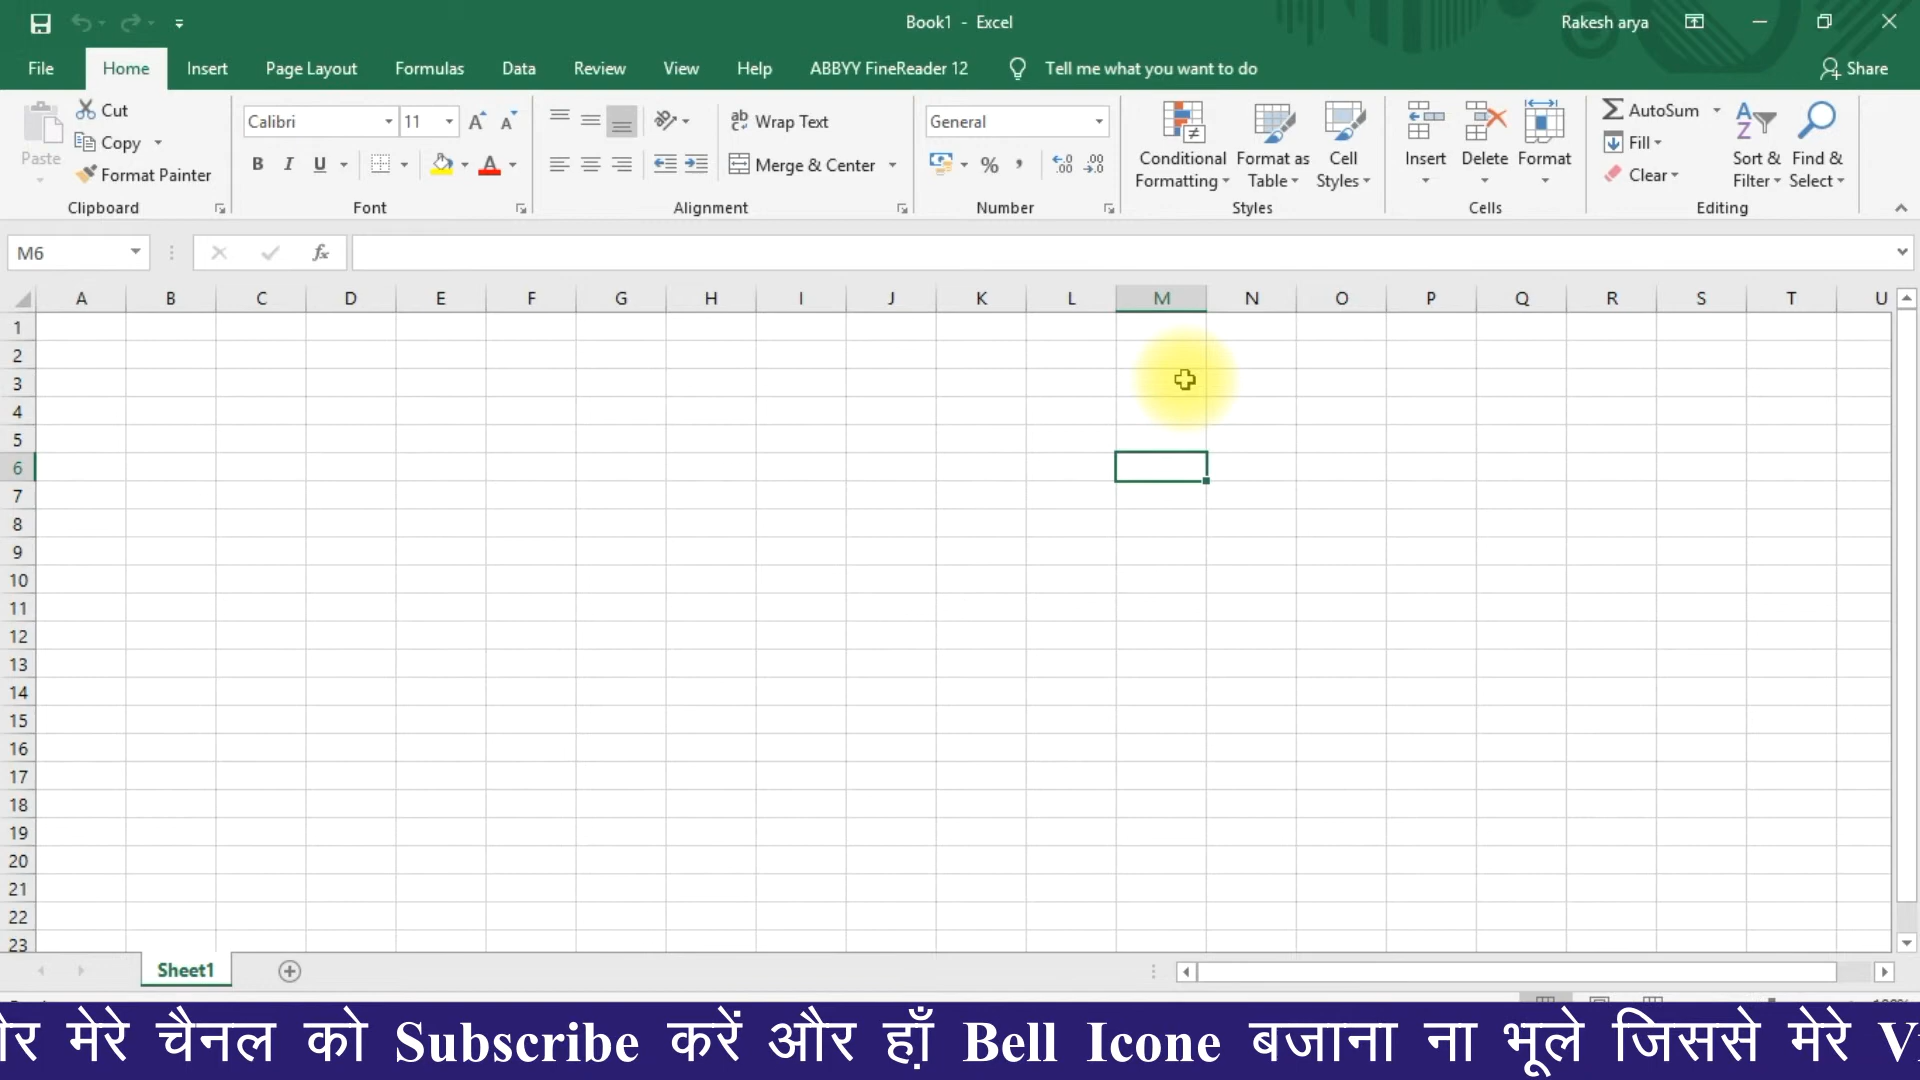 Book1 - Excel
Rakesh arya
File Home Insert Page Layout Formulas Data Review View Help ABBYY FineReader 12 Tell me what you want to do Share
Paste
Cut
Copy
Format Painter
Clipboard
Calibri 11
B I U
Font
Wrap Text
Merge & Center
Alignment
General
%
Number
Conditional Formatting
Format as Table
Cell Styles
Styles
Insert Delete Format
Cells
AutoSum
Fill
Clear
Sort & Filter
Find & Select
Editing
M6
fx
A B C D E F G H I J K L M N O P Q R S T U
1
2
3
4
5
6
7
8
9
10
11
12
13
14
15
16
17
18
19
20
21
22
23
Sheet1
मेरे चैनल को Subscribe करें और हाँ Bell Icone बजाना ना भूले जिससे मेरे